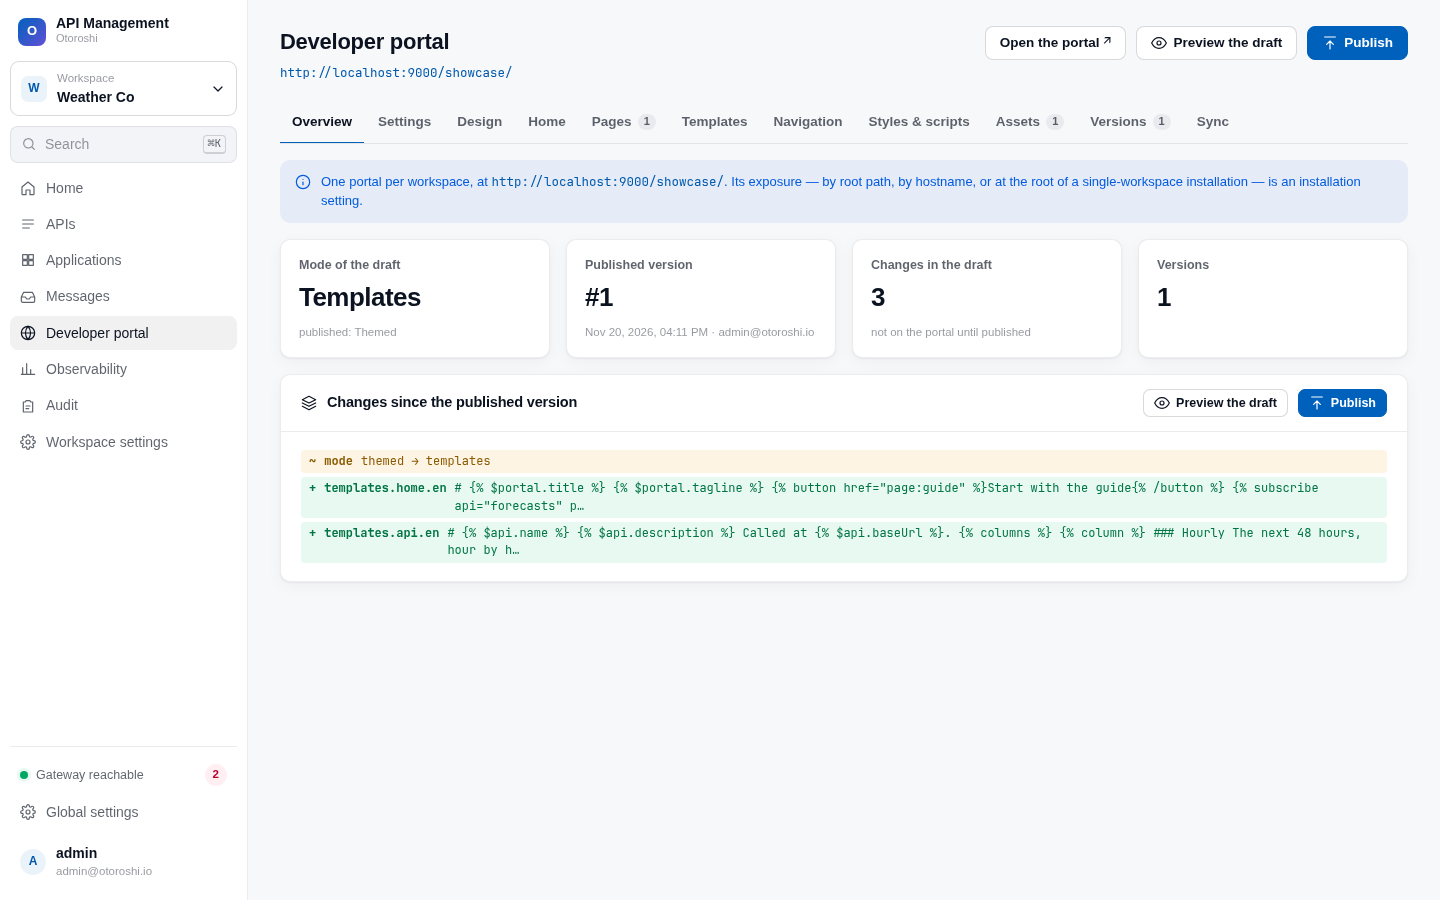 O
API Management
Otoroshi
W
Workspace
Weather Co
Search
⌘K
Home
APIs
Applications
Messages
Developer portal
Observability
Audit
Workspace settings
Gateway reachable
2
Global settings
A
admin
admin@otoroshi.io
Developer portal
http://localhost:9000/showcase/
Open the portal ↗
Preview the draft
Publish
Overview
Settings
Design
Home
Pages 1
Templates
Navigation
Styles & scripts
Assets 1
Versions 1
Sync
One portal per workspace, at http://localhost:9000/showcase/. Its exposure — by root path, by hostname, or at the root of a single-workspace installation — is an installation
setting.
Mode of the draft
Templates
published: Themed
Published version
#1
Nov 20, 2026, 04:11 PM · admin@otoroshi.io
Changes in the draft
3
not on the portal until published
Versions
1
Changes since the published version
Preview the draft
Publish
~ mode themed → templates
+ templates.home.en # {% $portal.title %} {% $portal.tagline %} {% button href="page:guide" %}Start with the guide{% /button %} {% subscribe
api="forecasts" p…
+ templates.api.en # {% $api.name %} {% $api.description %} Called at {% $api.baseUrl %}. {% columns %} {% column %} ### Hourly The next 48 hours,
hour by h…